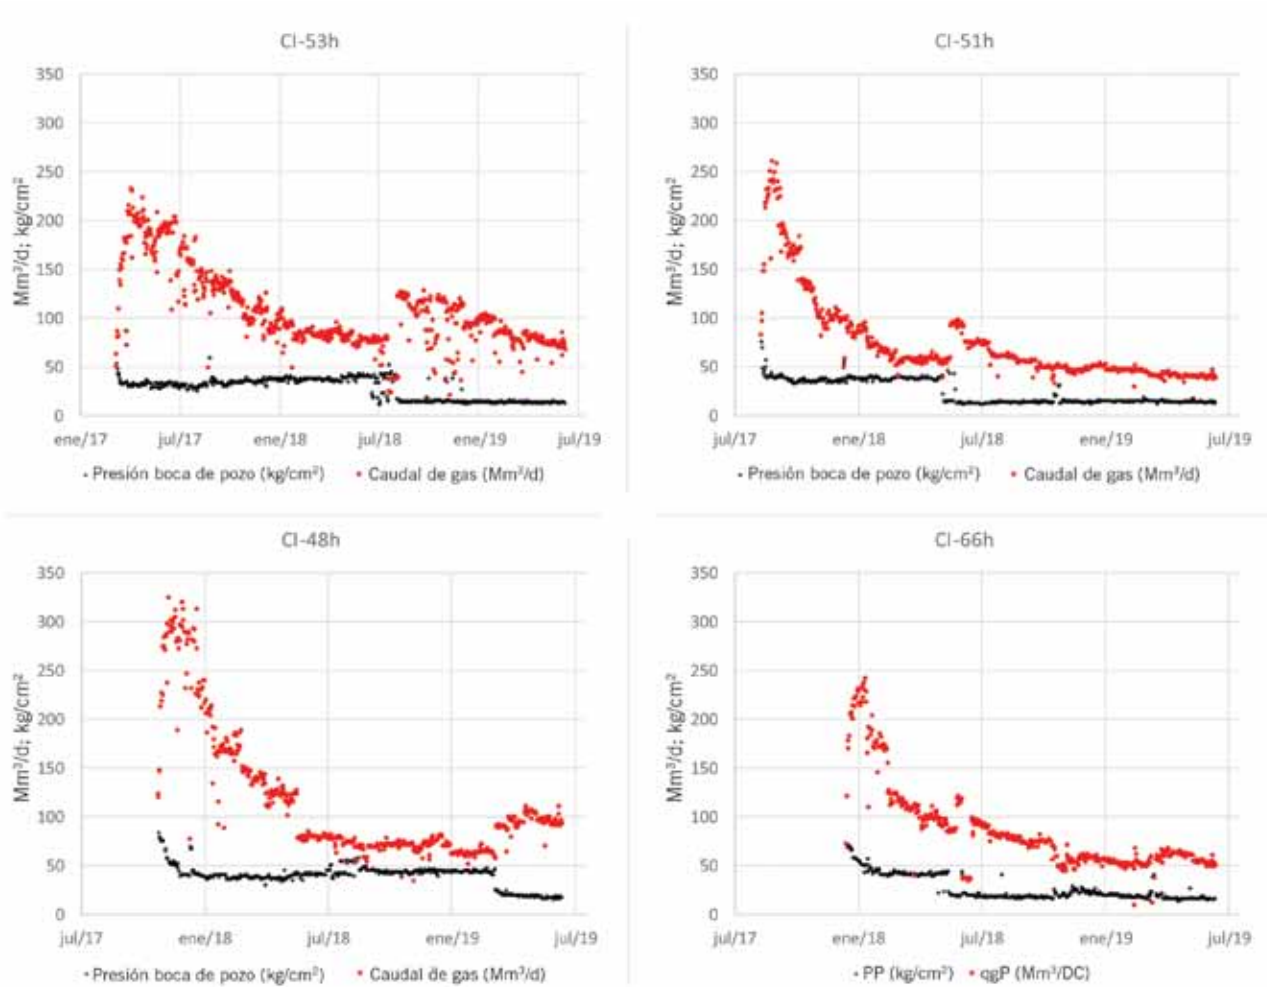 CI-53h
350
300
250
200
150
100
50
0
Mm³/d; kg/cm²
ene/17 jul/17 ene/18 jul/18 ene/19 jul/19
Presión boca de pozo (kg/cm²) Caudal de gas (Mm³/d)
CI-51h
350
300
250
200
150
100
50
0
Mm³/d; kg/cm²
jul/17 ene/18 jul/18 ene/19 jul/19
Presión boca de pozo (kg/cm²) Caudal de gas (Mm³/d)
CI-48h
350
300
250
200
150
100
50
0
Mm³/d; kg/cm²
jul/17 ene/18 jul/18 ene/19 jul/19
Presión boca de pozo (kg/cm²) Caudal de gas (Mm³/d)
CI-66h
350
300
250
200
150
100
50
0
Mm³/d; kg/cm²
jul/17 ene/18 jul/18 ene/19 jul/19
PP (kg/cm²) qgP (Mm³/DC)